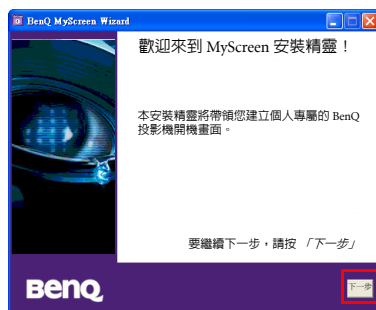 BenQ MyScreen Wizard
歡迎來到 MyScreen 安裝精靈！
本安裝精靈將帶領您建立個人專屬的 BenQ
投影機開機畫面。
要繼續下一步，請按 「下一步」
BenQ
下一步